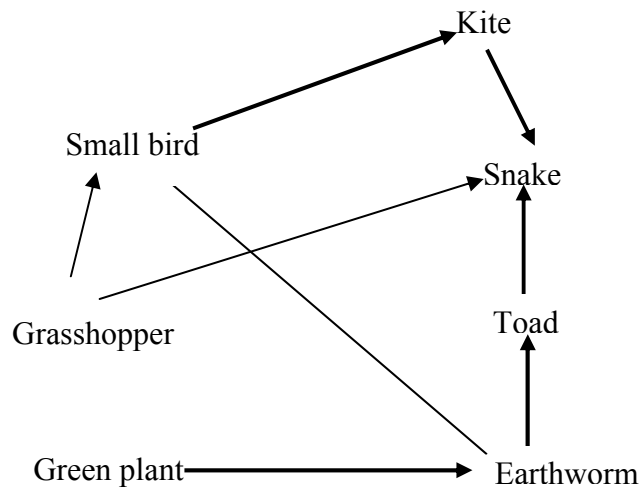 Kite
Small bird
Snake
Grasshopper
Toad
Green plant
Earthworm